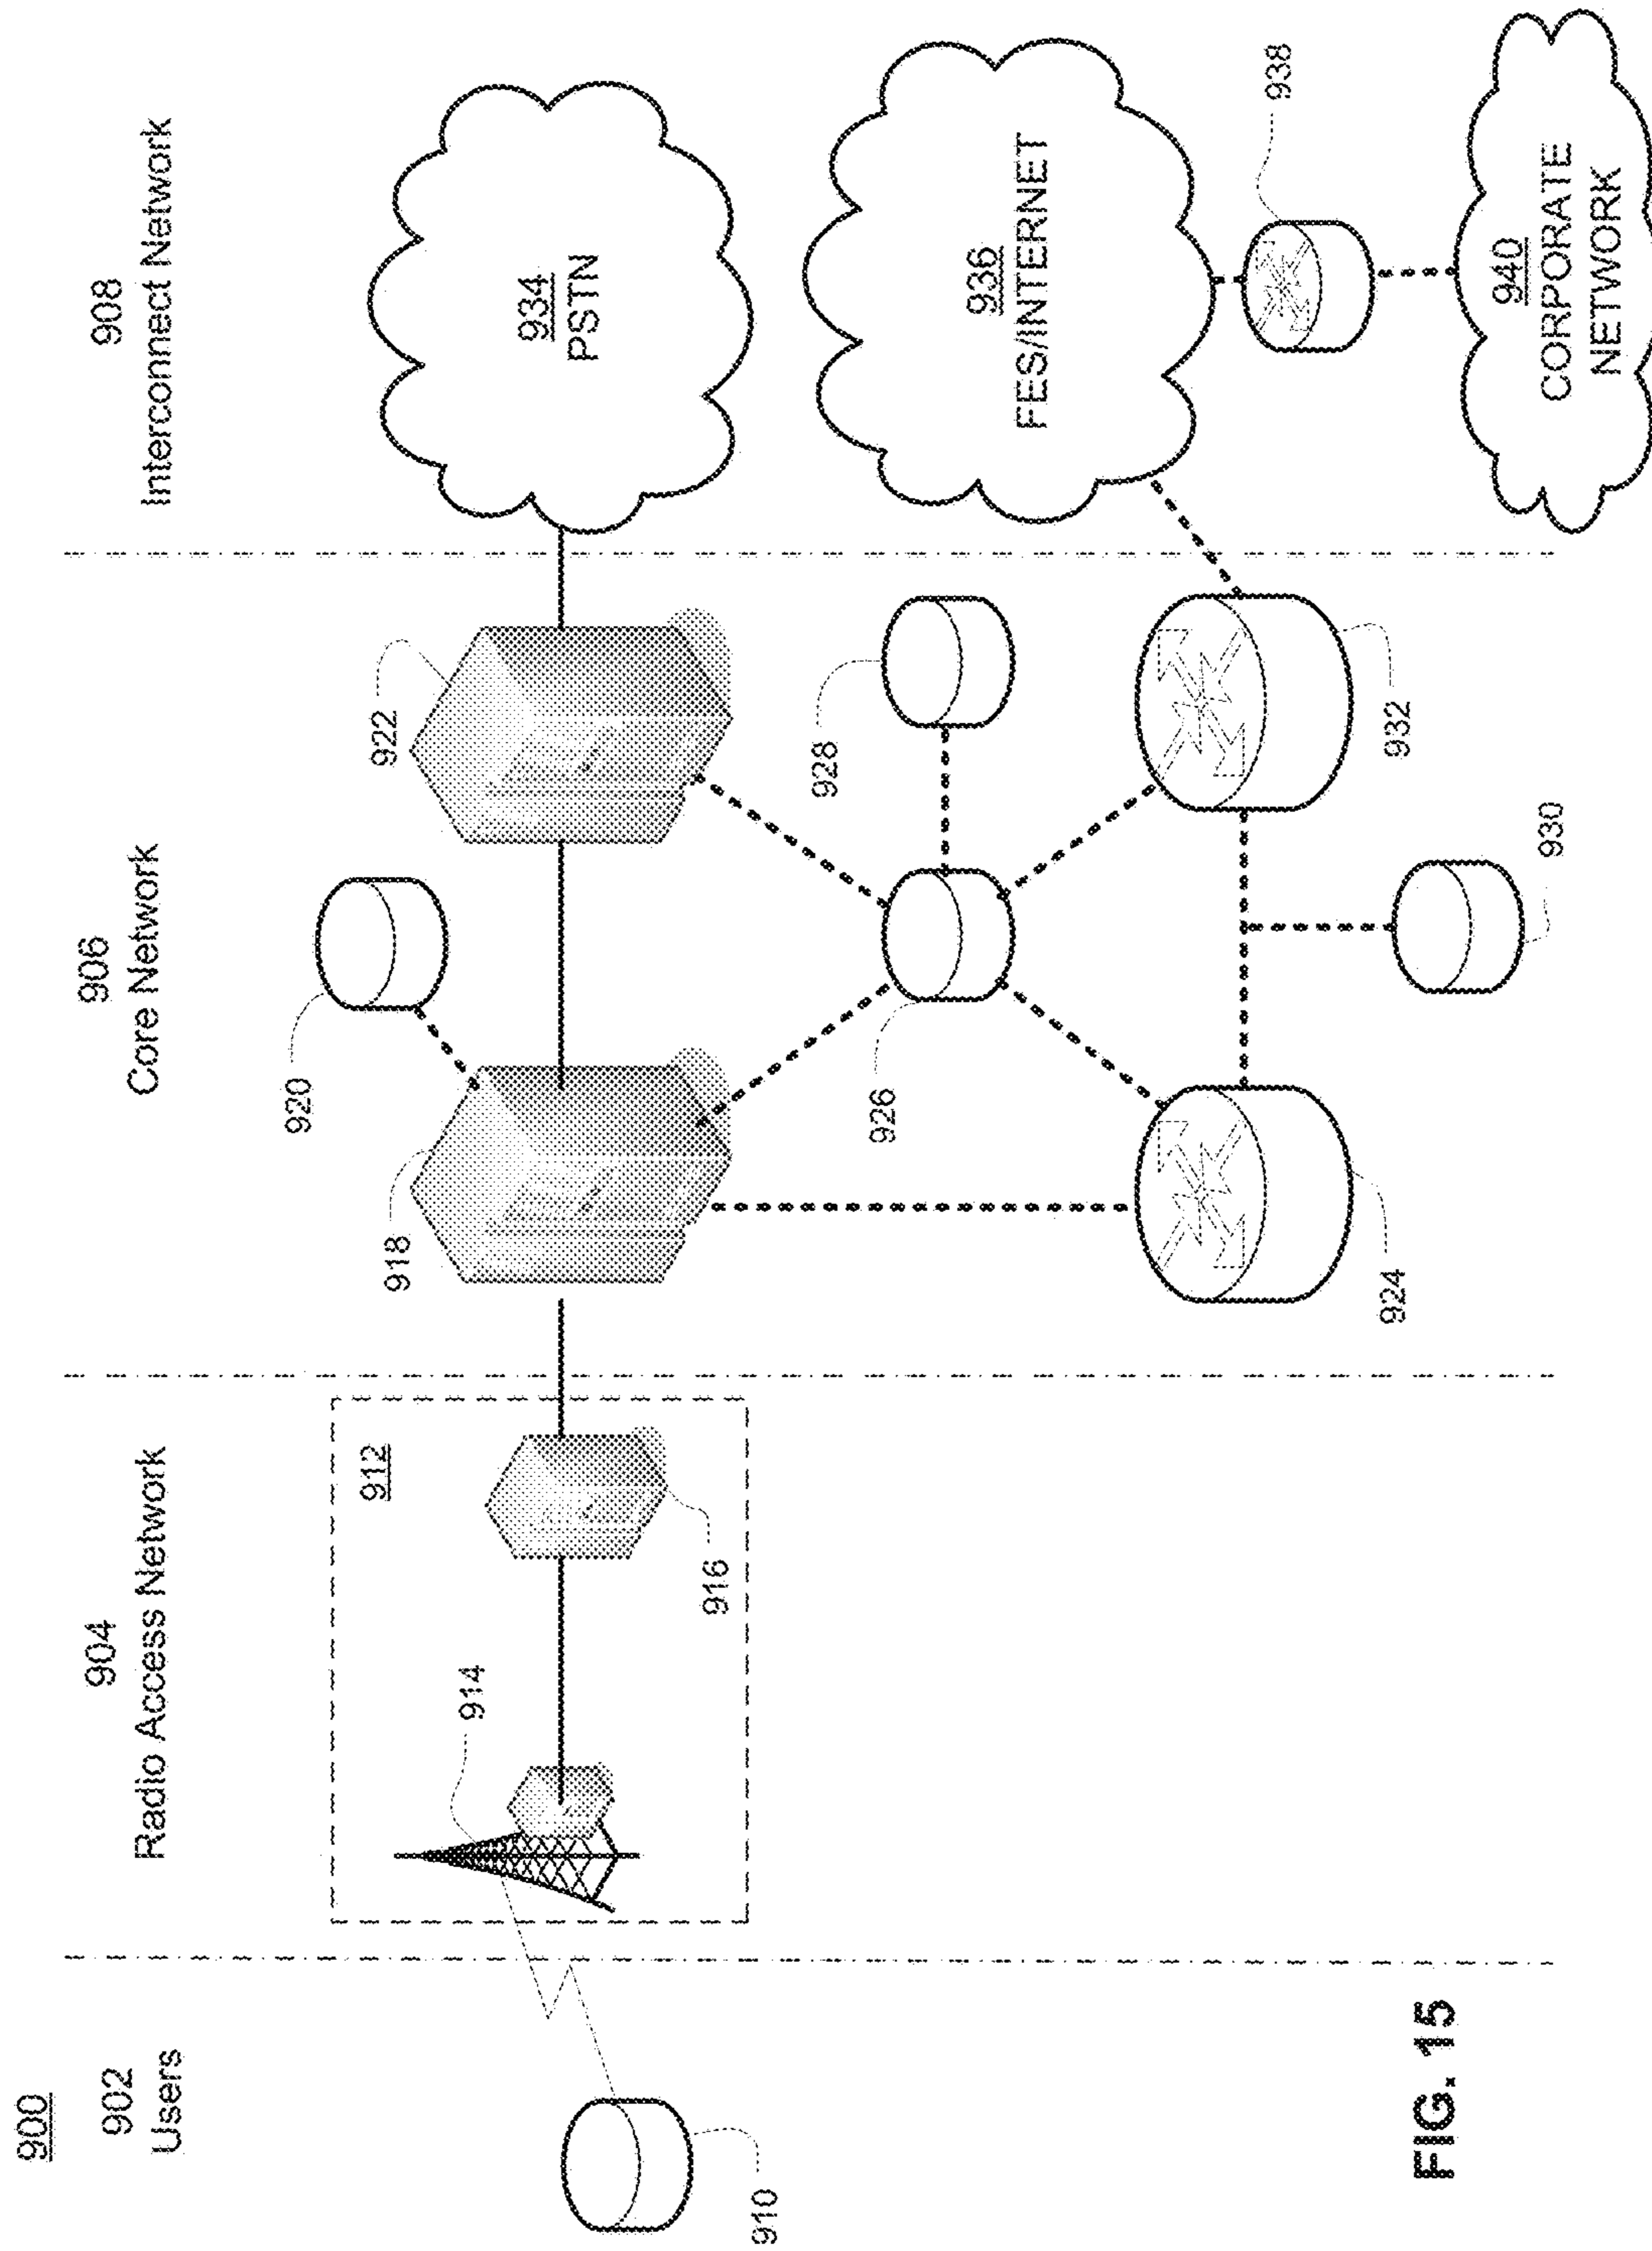 900
902
Users
904
Radio Access Network
906
Core Network
908
Interconnect Network
910
912
914
916
918
920
922
924
926
928
930
932
934
PSTN
936
FES/INTERNET
938
940
CORPORATE
NETWORK
FIG. 15